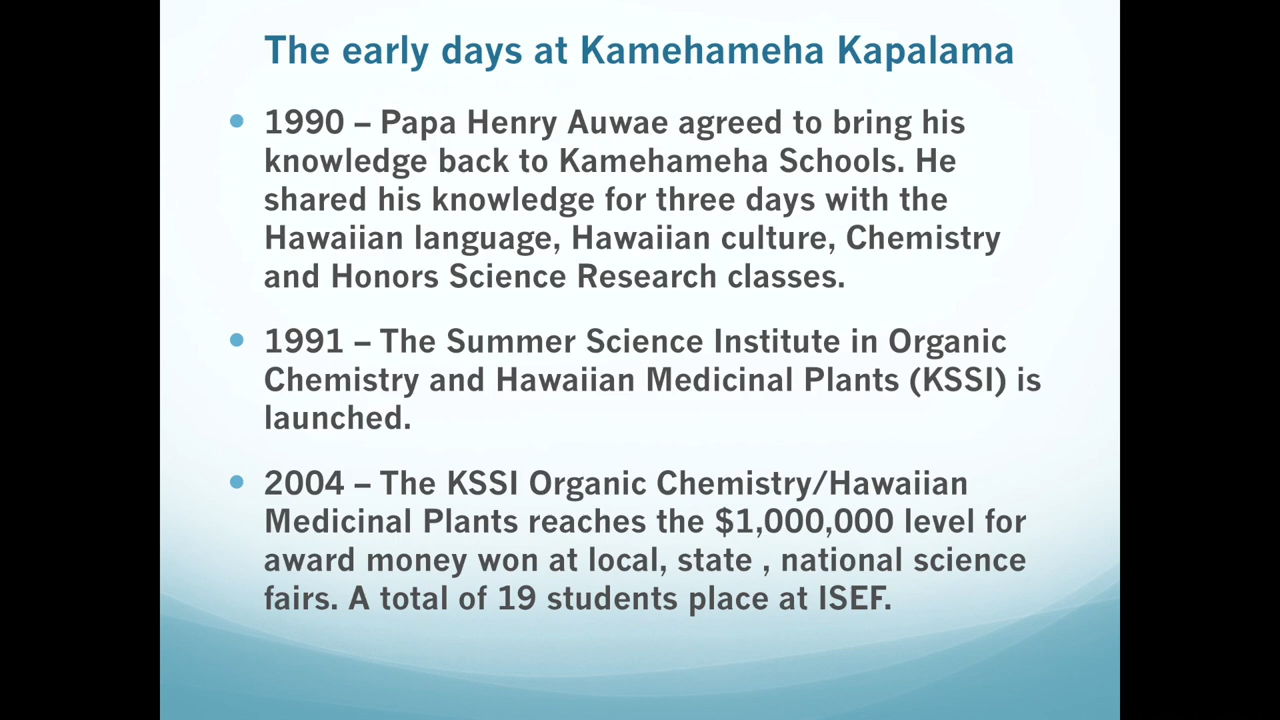 The early days at Kamehameha Kapalama
• 1990 – Papa Henry Auwae agreed to bring his
knowledge back to Kamehameha Schools. He
shared his knowledge for three days with the
Hawaiian language, Hawaiian culture, Chemistry
and Honors Science Research classes.
• 1991 – The Summer Science Institute in Organic
Chemistry and Hawaiian Medicinal Plants (KSSI) is
launched.
• 2004 – The KSSI Organic Chemistry/Hawaiian
Medicinal Plants reaches the $1,000,000 level for
award money won at local, state , national science
fairs. A total of 19 students place at ISEF.